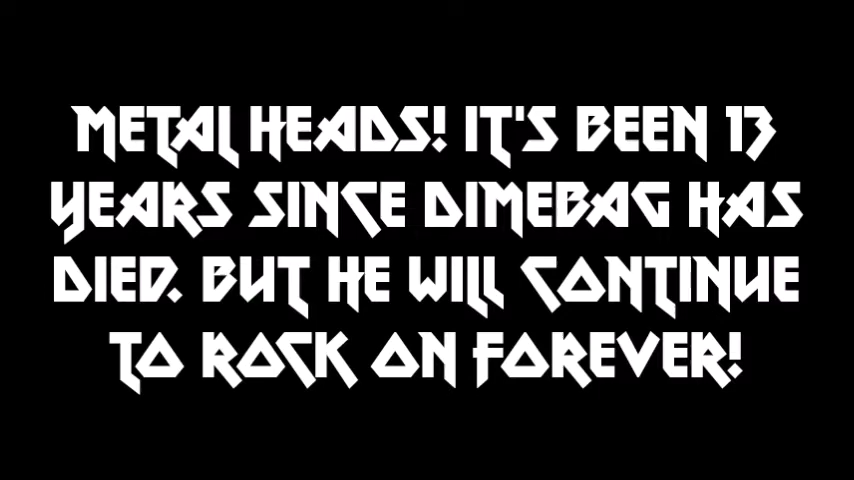 METAL HEADS! IT'S BEEN 13
YEARS SINCE DIMEBAG HAS
DIED. BUT HE WILL CONTINUE
TO ROCK ON FOREVER!